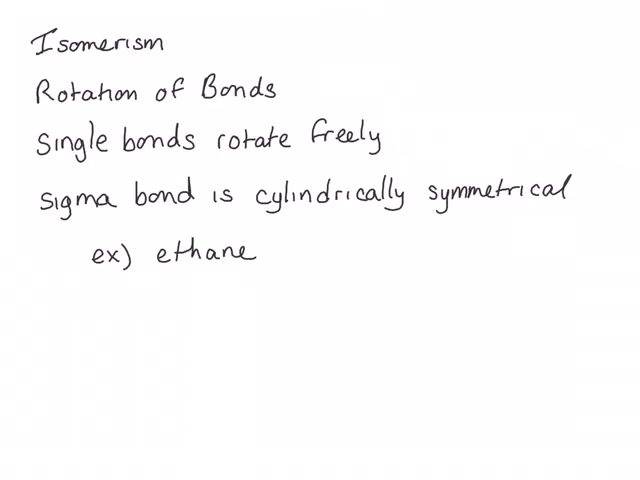 Isomerism
Rotation of Bonds
Single bonds rotate freely
sigma bond is cylindrically symmetrical
ex) ethane